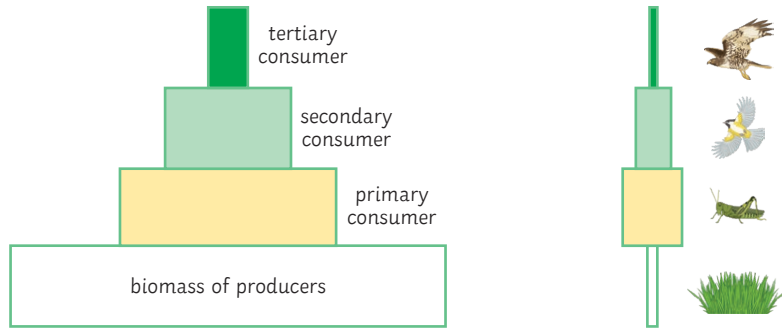 tertiary
consumer
secondary
consumer
primary
consumer
biomass of producers